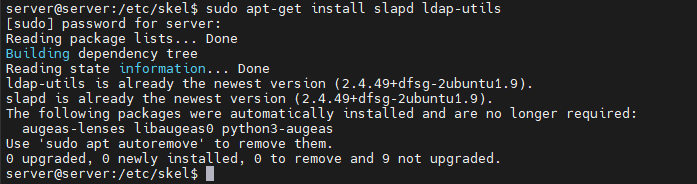 server@server:/etc/skel$ sudo apt-get install slapd ldap-utils
[sudo] password for server:
Reading package lists... Done
Building dependency tree
Reading state information... Done
ldap-utils is already the newest version (2.4.49+dfsg-2ubuntu1.9).
slapd is already the newest version (2.4.49+dfsg-2ubuntu1.9).
The following packages were automatically installed and are no longer required:
  augeas-lenses libaugeas0 python3-augeas
Use 'sudo apt autoremove' to remove them.
0 upgraded, 0 newly installed, 0 to remove and 9 not upgraded.
server@server:/etc/skel$